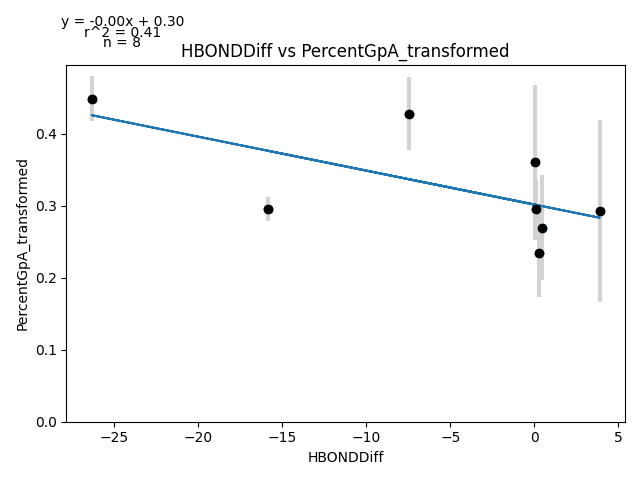 y = -0.00x + 0.30
r^2 = 0.41
n = 8
HBONDDiff vs PercentGpA_transformed
PercentGpA_transformed
0.4
0.3
0.2
0.1
0.0
−25
−20
−15
−10
−5
0
5
HBONDDiff